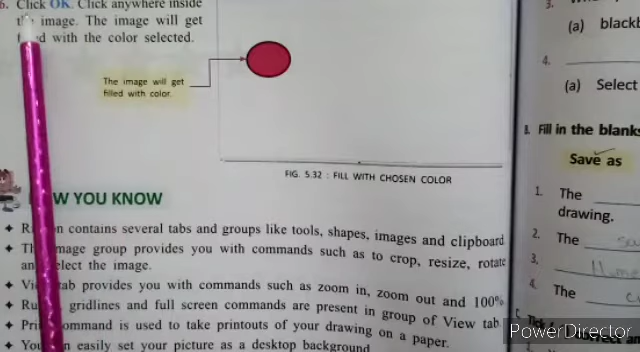 6. Click OK. Click anywhere inside
image. The image will get
with the color selected.
The image will get
filled with color.
FIG. 5.32 : FILL WITH CHOSEN COLOR
W YOU KNOW
contains several tabs and groups like tools, shapes, images and clipboard
mage group provides you with commands such as to crop, resize, rotate
an elect the image.
tab provides you with commands such as zoom in, zoom out and 100%
gridlines and full screen commands are present in group of View tab
ommand is used to take printouts of your drawing on a paper.
n easily set your picture as a desktop background
3.
(a) blackb
4.
(a) Select
B. Fill in the blanks
Save as
1. The
drawing.
2. The
3.
4. The
PowerDirector